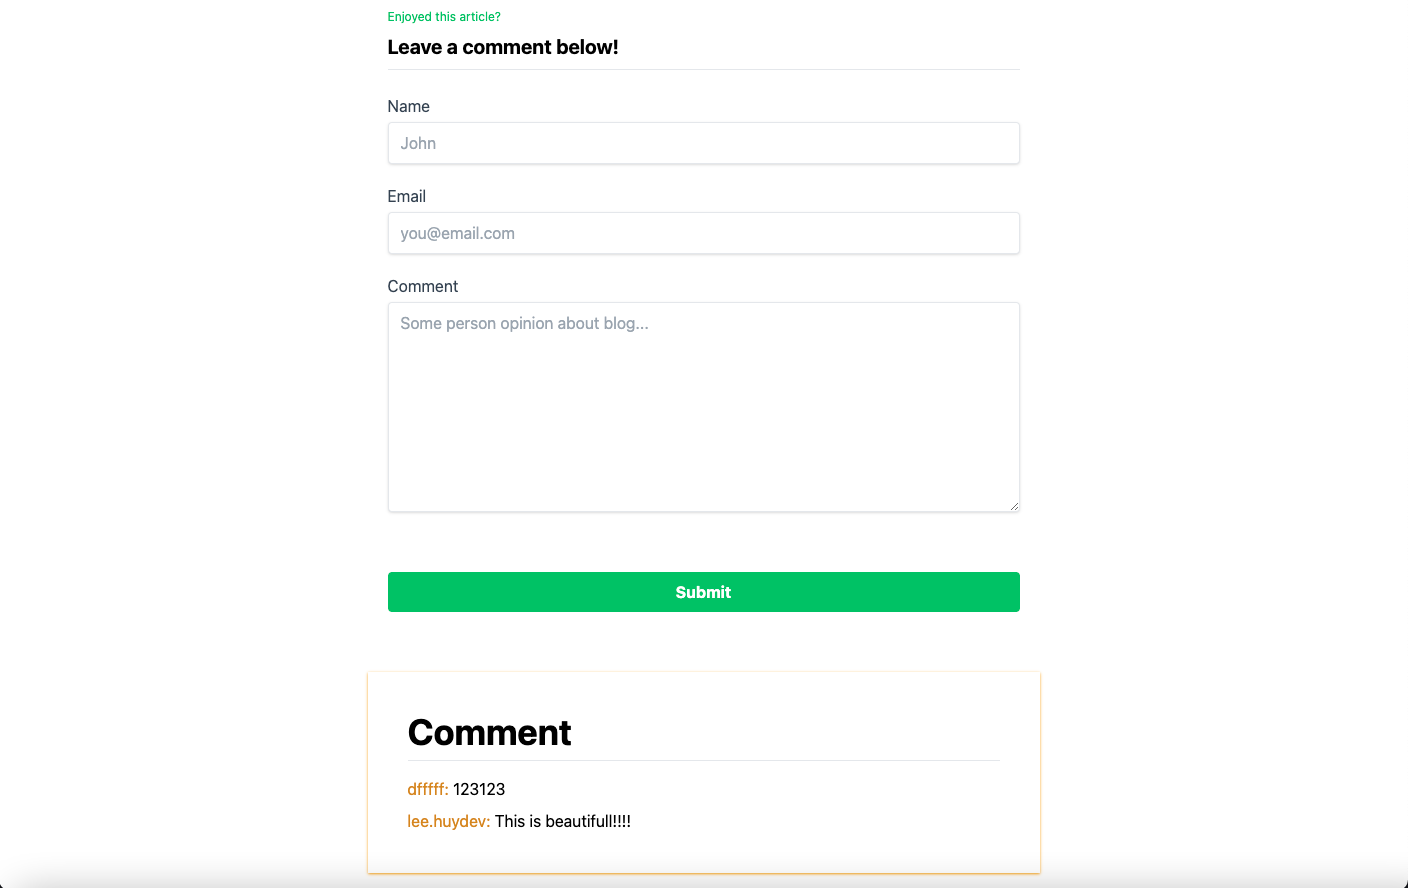 Enjoyed this article?
Leave a comment below!
Name
John
Email
you@email.com
Comment
Some person opinion about blog...
Submit
Comment
dfffff: 123123
lee.huydev: This is beautifull!!!!